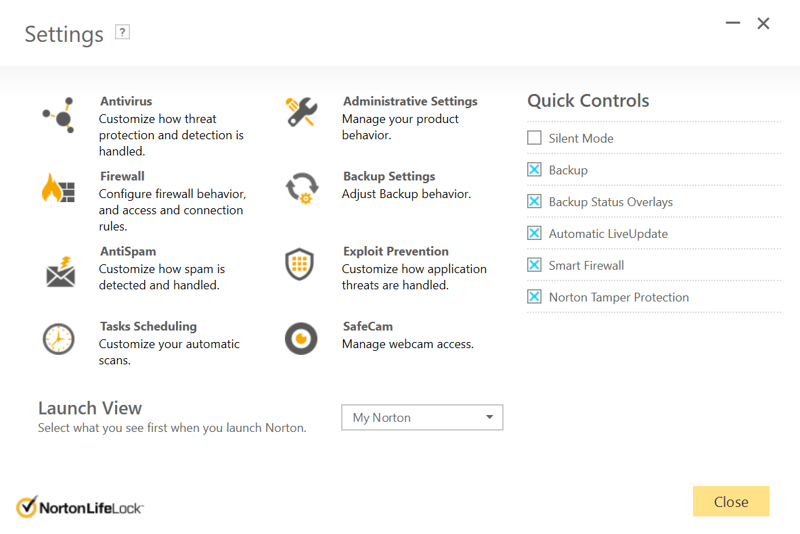 Settings
?
Antivirus
Customize how threat
protection and detection is
handled.
Firewall
Configure firewall behavior,
and access and connection
rules.
AntiSpam
Customize how spam is
detected and handled.
Tasks Scheduling
Customize your automatic
scans.
Administrative Settings
Manage your product
behavior.
Backup Settings
Adjust Backup behavior.
Exploit Prevention
Customize how application
threats are handled.
SafeCam
Manage webcam access.
Quick Controls
Silent Mode
Backup
Backup Status Overlays
Automatic LiveUpdate
Smart Firewall
Norton Tamper Protection
Launch View
Select what you see first when you launch Norton.
My Norton
NortonLifeLock
Close